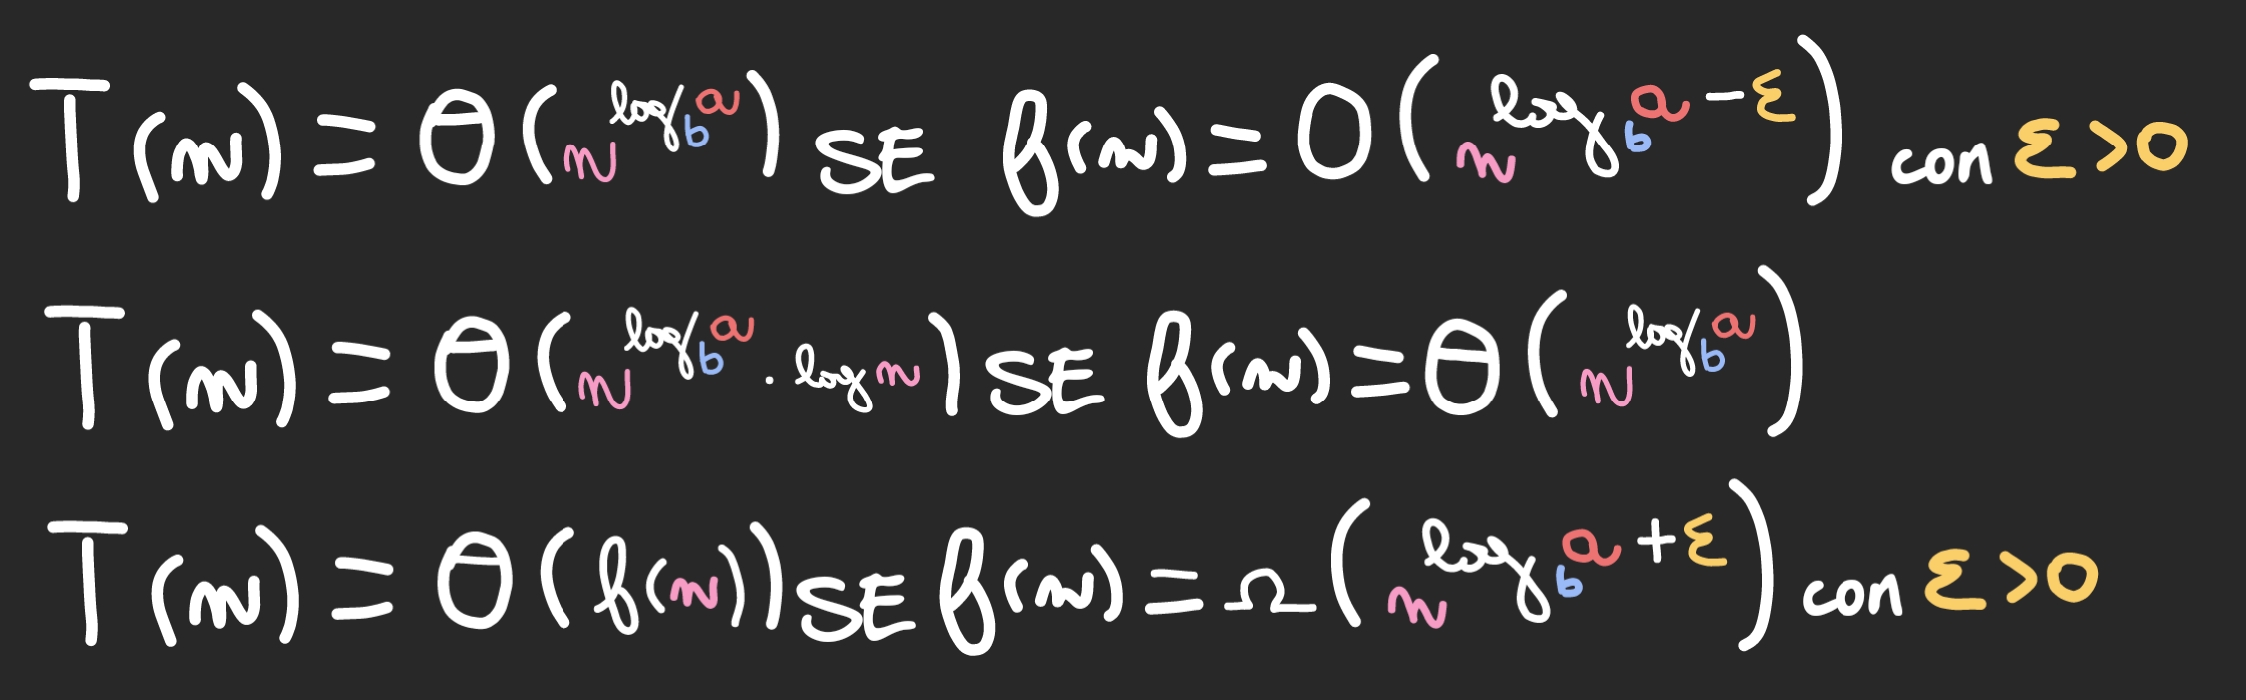 T(n) = Θ(n^log_b a) SE f(n) = O(n^log_b a - ε) con ε>0
T(n) = Θ(n^log_b a · log n) SE f(n) = Θ(n^log_b a)
T(n) = Θ(f(n)) SE f(n) = Ω(n^log_b a + ε) con ε>0